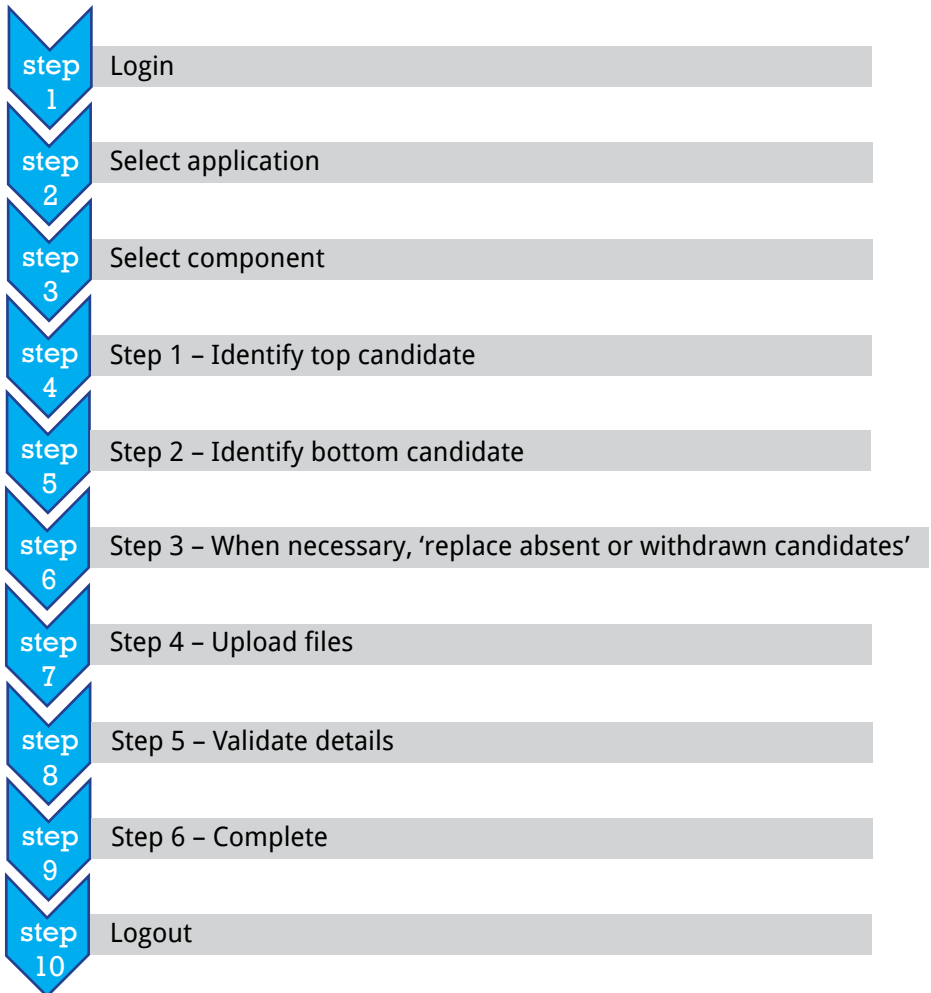 step
1
Login
step
2
Select application
step
3
Select component
step
4
Step 1 – Identify top candidate
step
5
Step 2 – Identify bottom candidate
step
6
Step 3 – When necessary, ‘replace absent or withdrawn candidates’
step
7
Step 4 – Upload files
step
8
Step 5 – Validate details
step
9
Step 6 – Complete
step
10
Logout